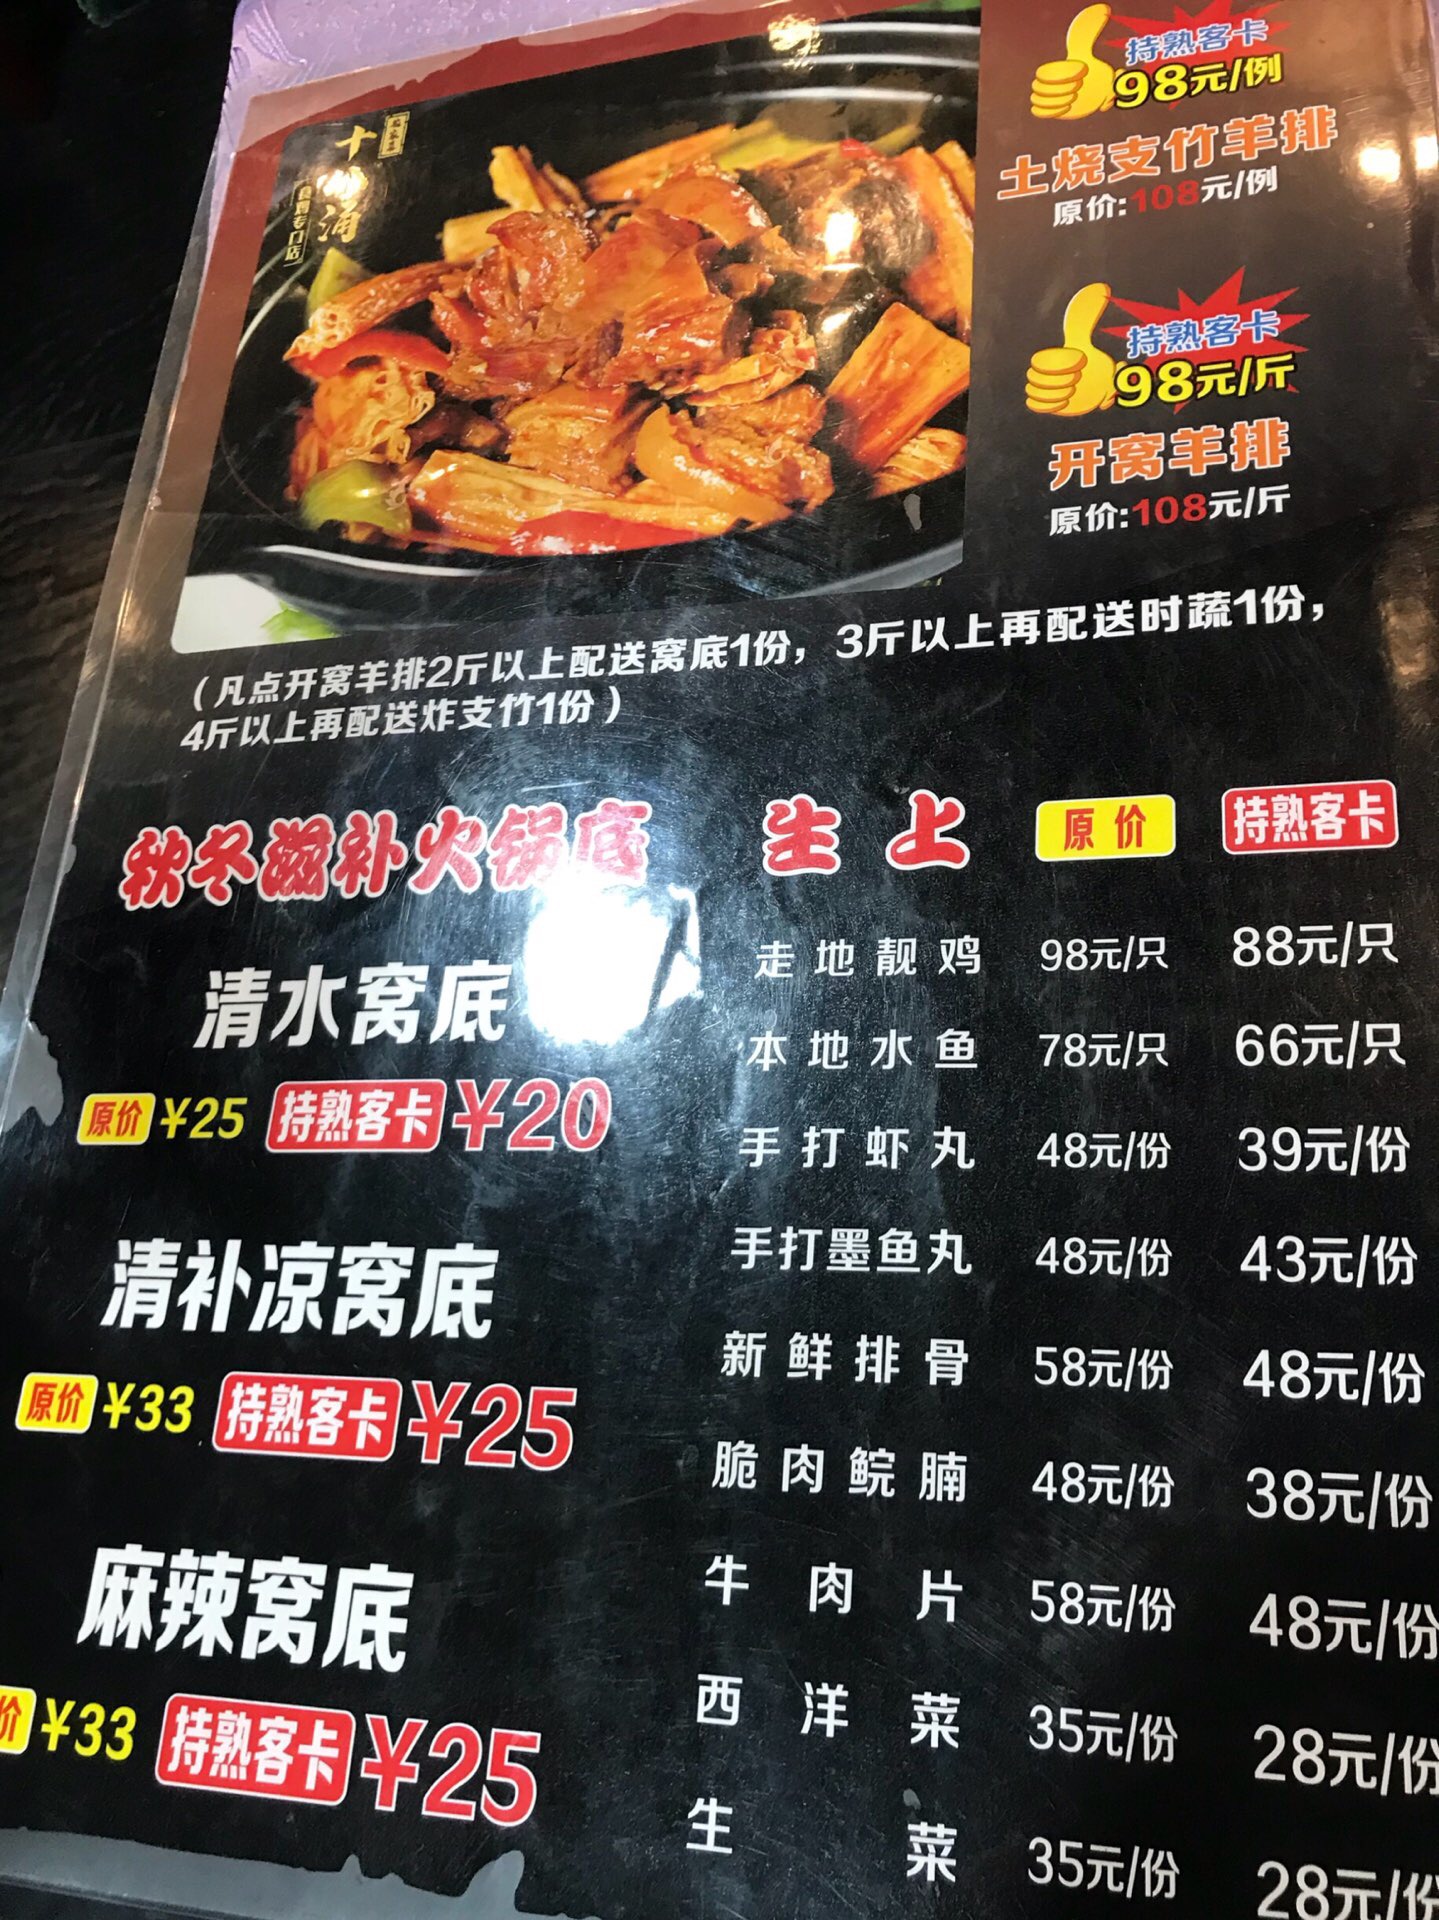 持熟客卡
98元/例
土烧支竹羊排
原价:108元/例
持熟客卡
98元/斤
开窝羊排
原价:108元/斤
（凡点开窝羊排2斤以上配送窝底1份，3斤以上再配送时蔬1份，
4斤以上再配送炸支竹1份）
秋冬滋补火锅底
清水窝底
原价 ¥25 持熟客卡 ¥20
清补凉窝底
原价 ¥33 持熟客卡 ¥25
麻辣窝底
价 ¥33 持熟客卡 ¥25
生上 原价 持熟客卡
走地靓鸡 98元/只 88元/只
本地水鱼 78元/只 66元/只
手打虾丸 48元/份 39元/份
手打墨鱼丸 48元/份 43元/份
新鲜排骨 58元/份 48元/份
脆肉鲩腩 48元/份 38元/份
牛肉片 58元/份 48元/份
西洋菜 35元/份 28元/份
生菜 35元/份 28元/份